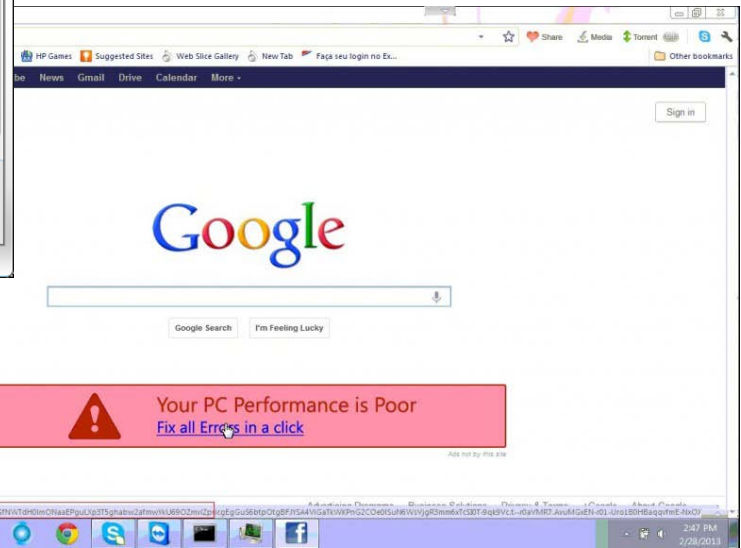 Share Media Torrent
HP Games Suggested Sites Web Slice Gallery New Tab Faça seu login no Ex... Other bookmarks
be News Gmail Drive Calendar More
Sign in
Google
Google Search I'm Feeling Lucky
Your PC Performance is Poor
Fix all Errors in a click
Ads not by this site
2:47 PM
2/28/2013